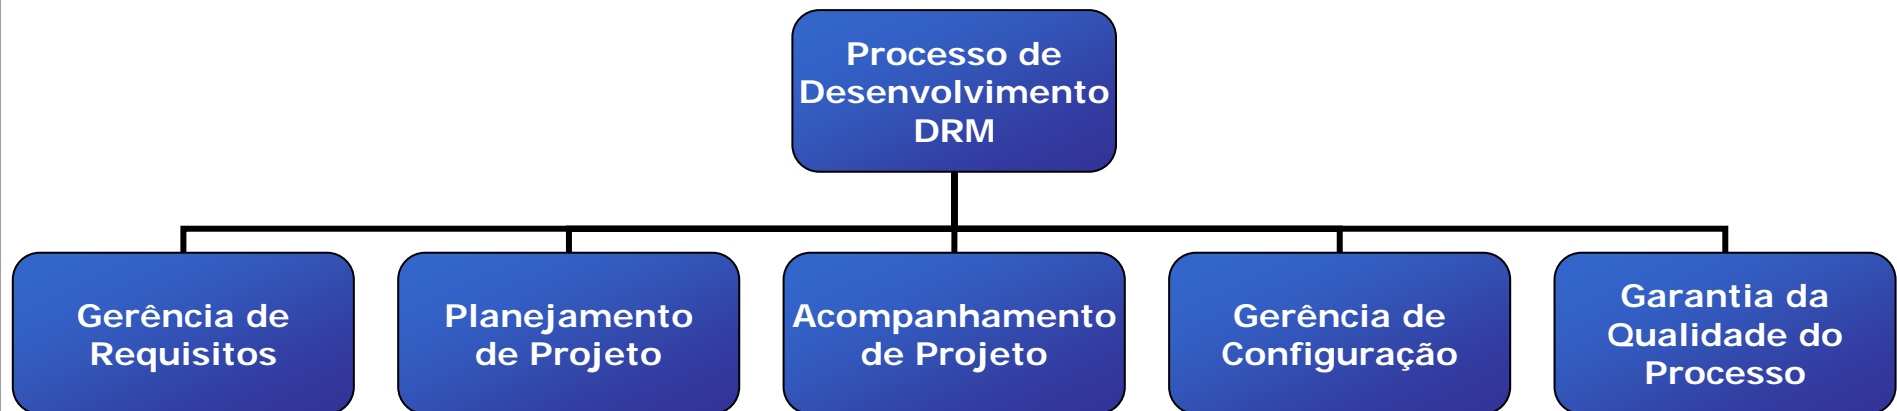 Processo de
Desenvolvimento
DRM
Gerência de
Requisitos
Planejamento
de Projeto
Acompanhamento
de Projeto
Gerência de
Configuração
Garantia da
Qualidade do
Processo